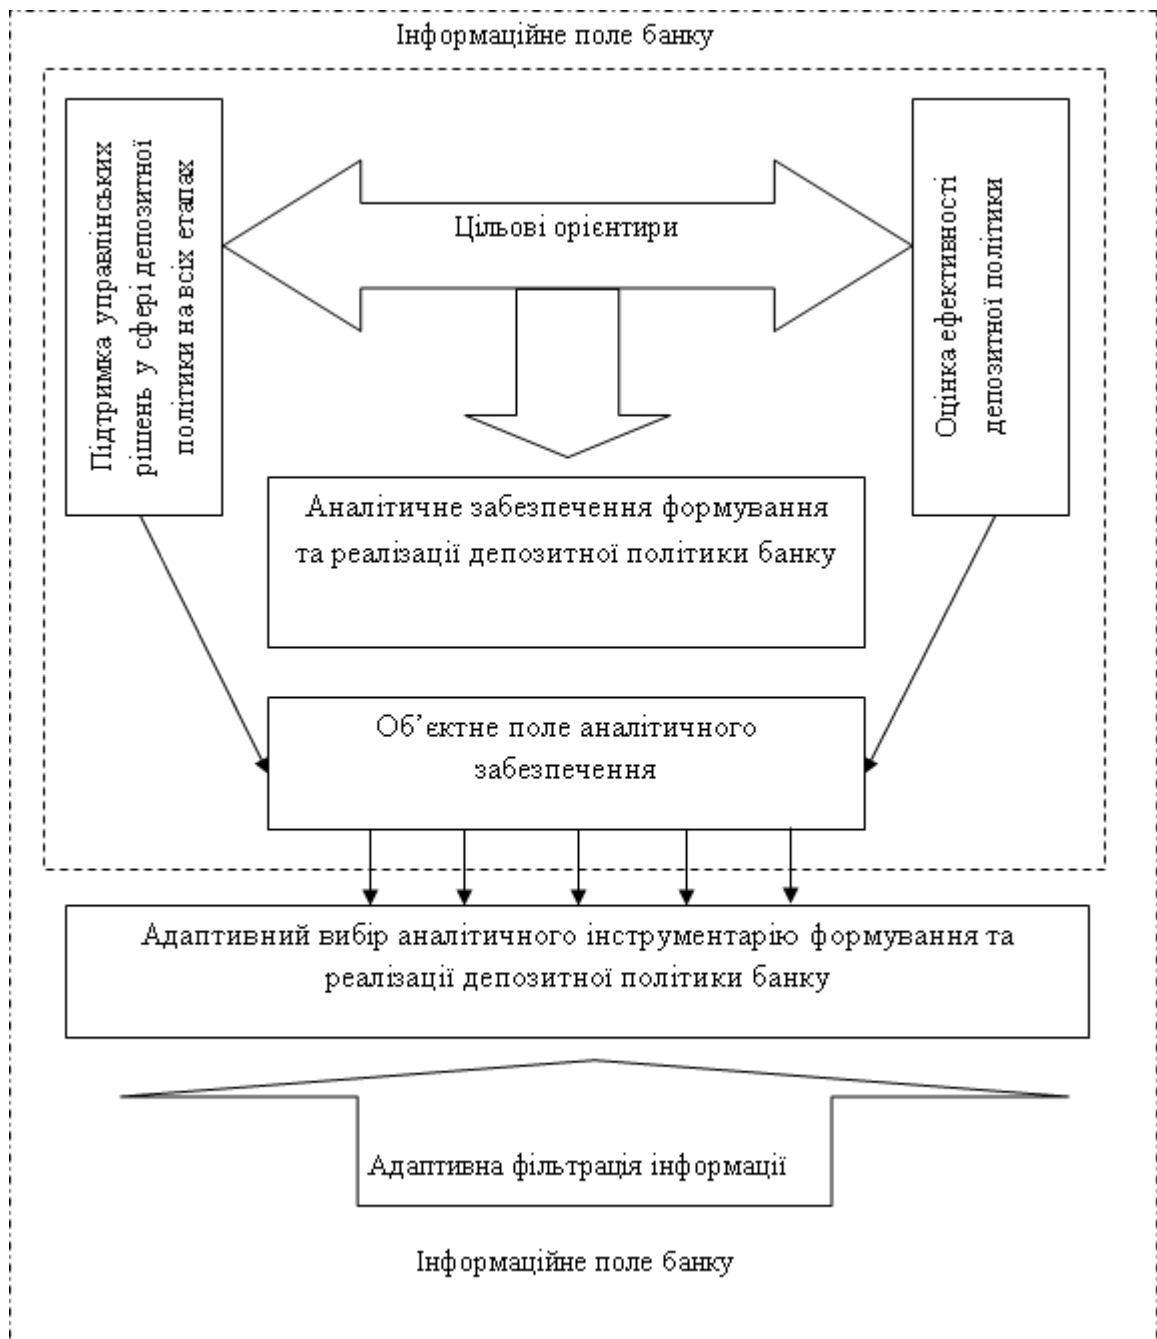 Інформаційне поле банку
Підтримка управлінських
рішень у сфері депозитної
політики на всіх етапах
Цільові орієнтири
Оцінка ефективності
депозитної політики
Аналітичне забезпечення формування
та реалізації депозитної політики банку
Об’єктне поле аналітичного
забезпечення
Адаптивний вибір аналітичного інструментарію формування та
реалізації депозитної політики банку
Адаптивна фільтрація інформації
Інформаційне поле банку